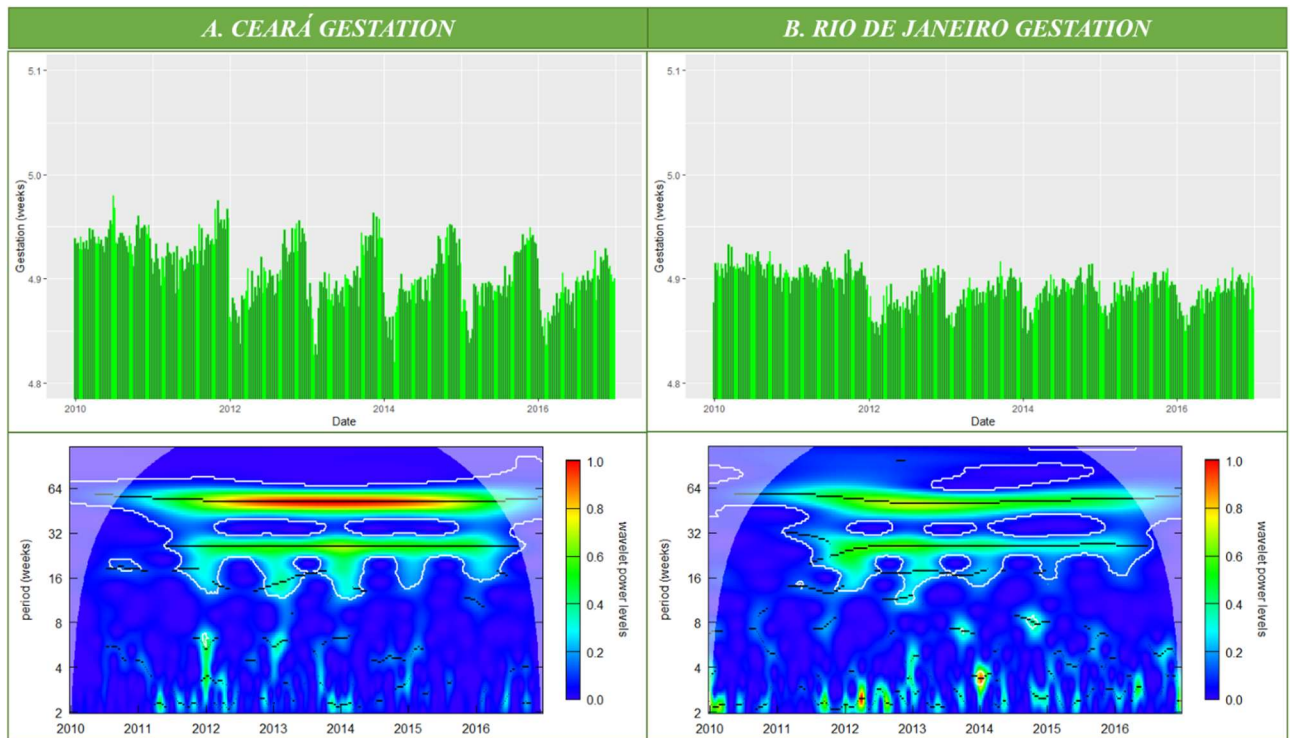 A. CEARÁ GESTATION
B. RIO DE JANEIRO GESTATION
5.1
5.0
4.9
4.8
Gestation (weeks)
2010 2012 2014 2016
Date
5.1
5.0
4.9
4.8
Gestation (weeks)
2010 2012 2014 2016
Date
64
32
16
8
4
2
period (weeks)
2010 2011 2012 2013 2014 2015 2016
1.0
0.8
0.6
0.4
0.2
0.0
wavelet power levels
64
32
16
8
4
2
period (weeks)
2010 2011 2012 2013 2014 2015 2016
1.0
0.8
0.6
0.4
0.2
0.0
wavelet power levels